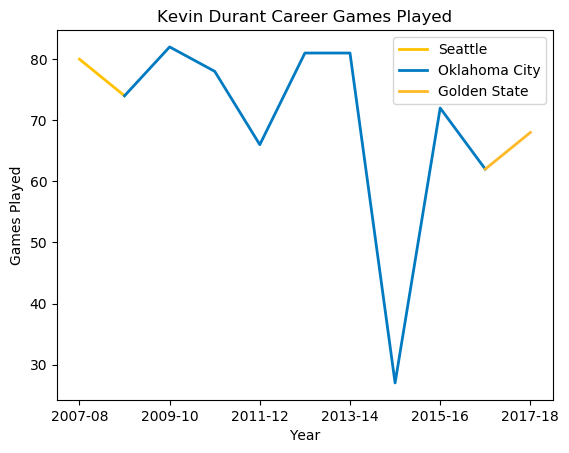 Kevin Durant Career Games Played
Seattle
Oklahoma City
Golden State
80
70
60
50
40
30
Games Played
2007-08 2009-10 2011-12 2013-14 2015-16 2017-18
Year